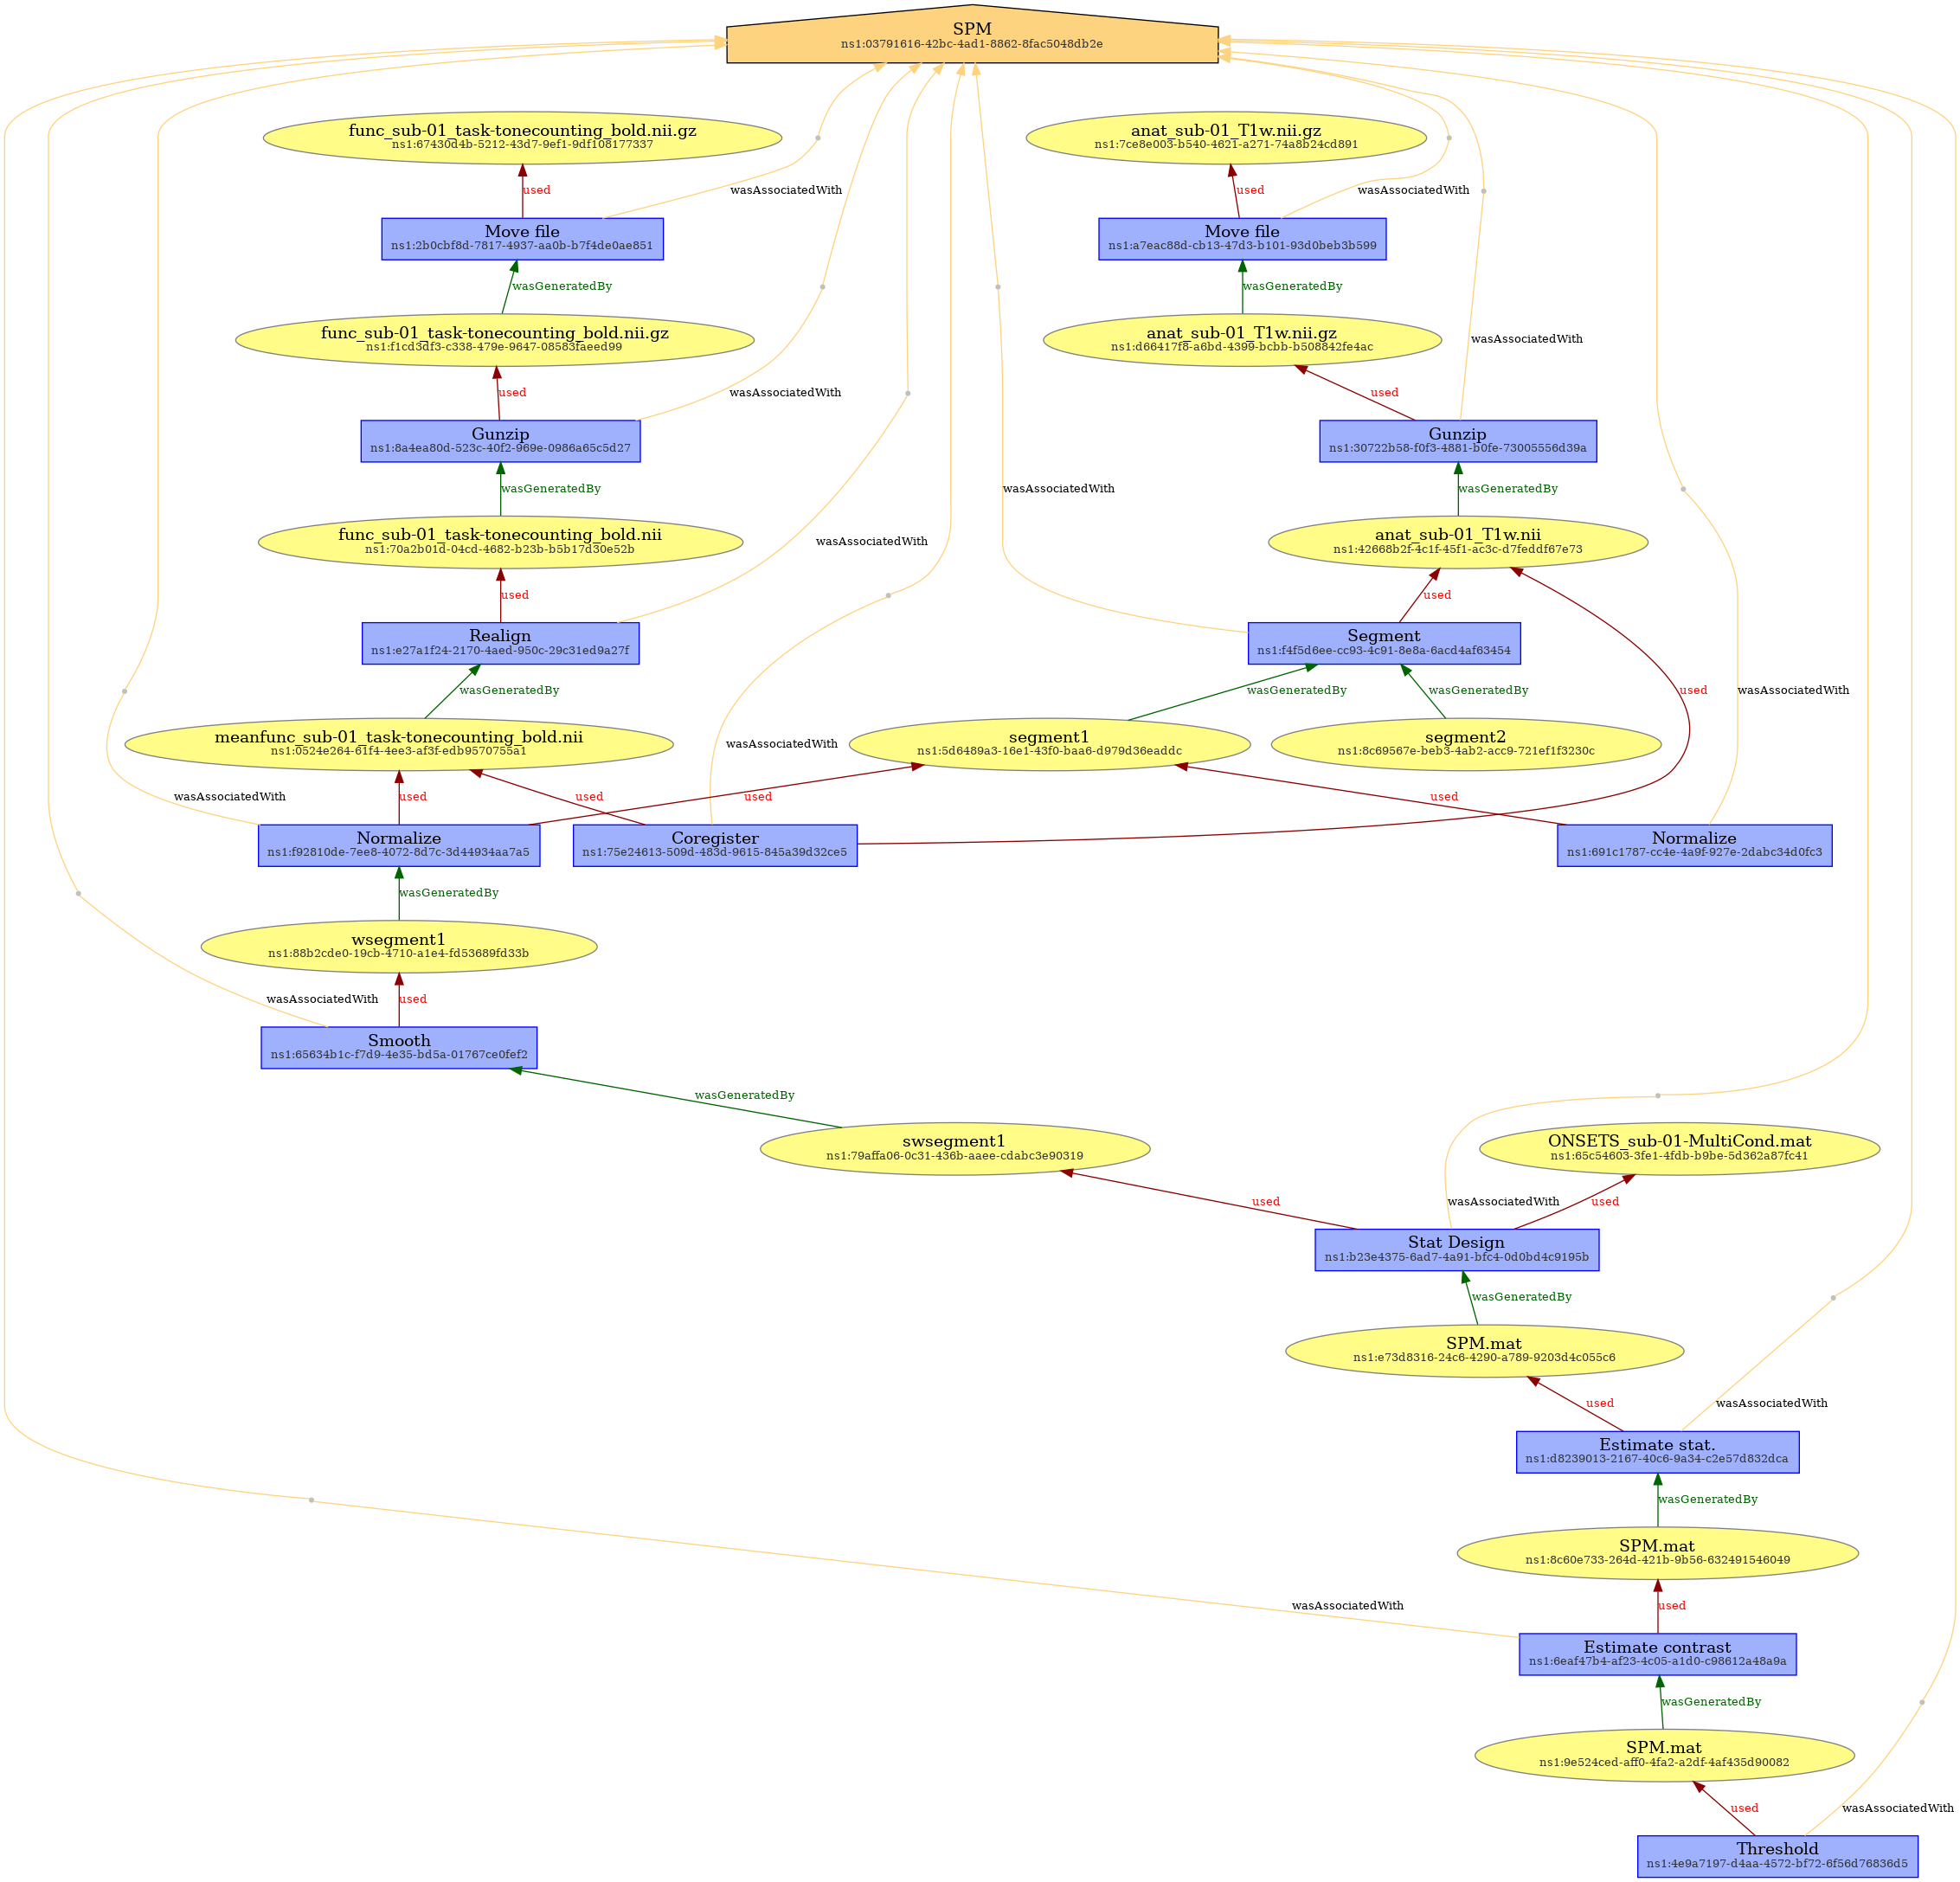 SPM
ns1:03791616-42bc-4ad1-8862-8fac5048db2e
func_sub-01_task-tonecounting_bold.nii.gz
ns1:67430d4b-5212-43d7-9ef1-9df108177337
anat_sub-01_T1w.nii.gz
ns1:7ce8e003-b540-4621-a271-74a8b24cd891
used
wasAssociatedWith
used
wasAssociatedWith
Move file
ns1:2b0cbf8d-7817-4937-aa0b-b7f4de0ae851
Move file
ns1:a7eac88d-cb13-47d3-b101-93d0beb3b599
wasGeneratedBy
wasGeneratedBy
func_sub-01_task-tonecounting_bold.nii.gz
ns1:f1cd3df3-c338-479e-9647-08583faeed99
anat_sub-01_T1w.nii.gz
ns1:d66417f8-a6bd-4399-bcbb-b508842fe4ac
wasAssociatedWith
used
wasAssociatedWith
used
Gunzip
ns1:8a4ea80d-523c-40f2-969e-0986a65c5d27
Gunzip
ns1:30722b58-f0f3-4881-b0fe-73005556d39a
wasGeneratedBy
wasAssociatedWith
wasGeneratedBy
func_sub-01_task-tonecounting_bold.nii
ns1:70a2b01d-04cd-4682-b23b-b5b17d30e52b
anat_sub-01_T1w.nii
ns1:42668b2f-4c1f-45f1-ac3c-d7feddf67e73
wasAssociatedWith
used
used
Realign
ns1:e27a1f24-2170-4aed-950c-29c31ed9a27f
Segment
ns1:f4f5d6ee-cc93-4c91-8e8a-6acd4af63454
wasGeneratedBy
wasGeneratedBy
wasGeneratedBy
used
wasAssociatedWith
meanfunc_sub-01_task-tonecounting_bold.nii
ns1:0524e264-61f4-4ee3-af3f-edb9570755a1
segment1
ns1:5d6489a3-16e1-43f0-baa6-d979d36eaddc
segment2
ns1:8c69567e-beb3-4ab2-acc9-721ef1f3230c
wasAssociatedWith
wasAssociatedWith
used
used
used
used
Normalize
ns1:f92810de-7ee8-4072-8d7c-3d44934aa7a5
Coregister
ns1:75e24613-509d-483d-9615-845a39d32ce5
Normalize
ns1:691c1787-cc4e-4a9f-927e-2dabc34d0fc3
wasGeneratedBy
wsegment1
ns1:88b2cde0-19cb-4710-a1e4-fd53689fd33b
wasAssociatedWith
used
Smooth
ns1:65634b1c-f7d9-4e35-bd5a-01767ce0fef2
wasGeneratedBy
swsegment1
ns1:79affa06-0c31-436b-aaee-cdabc3e90319
ONSETS_sub-01-MultiCond.mat
ns1:65c54603-3fe1-4fdb-b9be-5d362a87fc41
used
wasAssociatedWith
used
Stat Design
ns1:b23e4375-6ad7-4a91-bfc4-0d0bd4c9195b
wasGeneratedBy
SPM.mat
ns1:e73d8316-24c6-4290-a789-9203d4c055c6
used
wasAssociatedWith
Estimate stat.
ns1:d8239013-2167-40c6-9a34-c2e57d832dca
wasGeneratedBy
SPM.mat
ns1:8c60e733-264d-421b-9b56-632491546049
wasAssociatedWith
used
Estimate contrast
ns1:6eaf47b4-af23-4c05-a1d0-c98612a48a9a
wasGeneratedBy
SPM.mat
ns1:9e524ced-aff0-4fa2-a2df-4af435d90082
used
wasAssociatedWith
Threshold
ns1:4e9a7197-d4aa-4572-bf72-6f56d76836d5